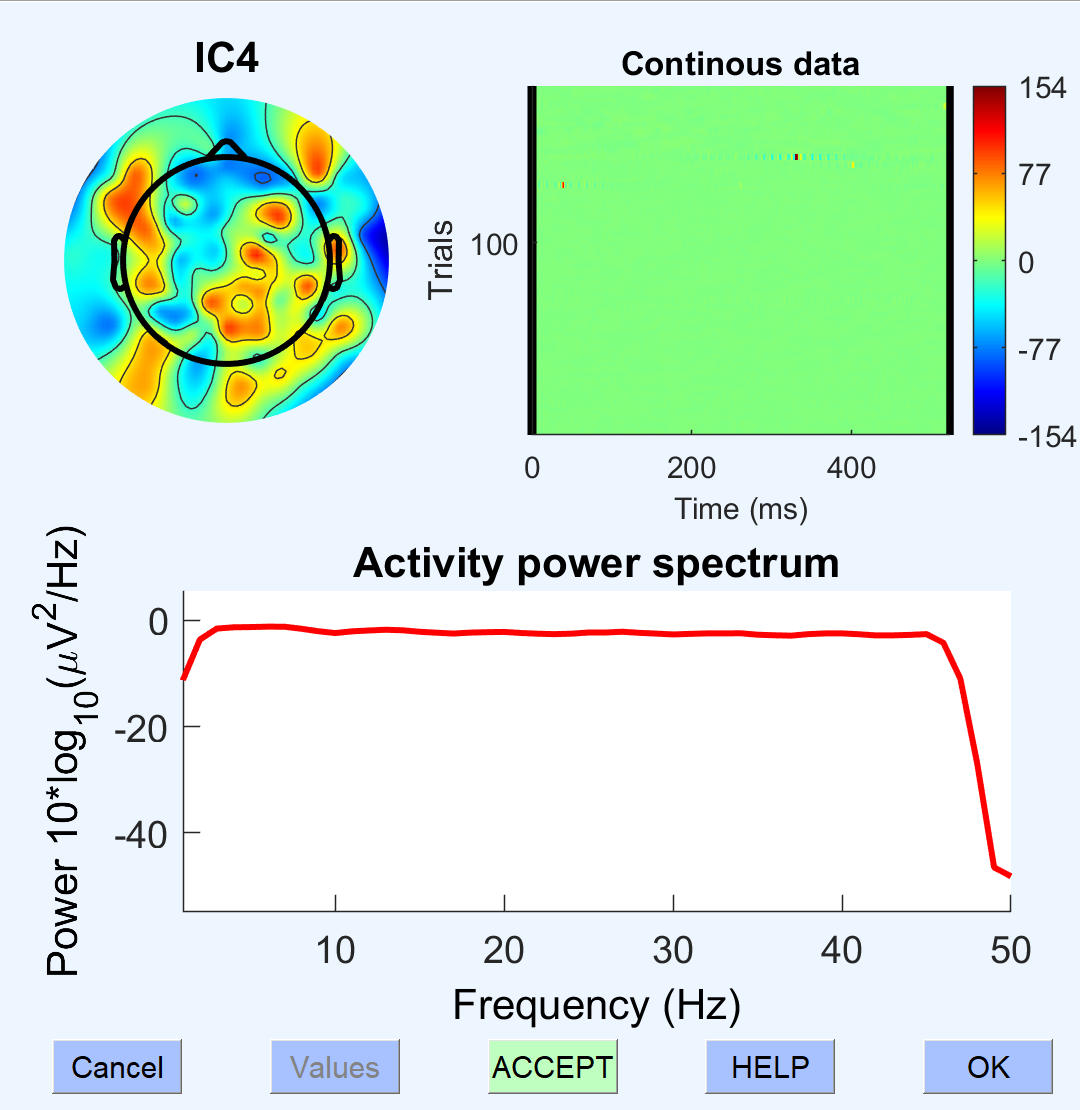 IC4
Continous data
154
77
0
-77
-154
Trials
100
0 200 400
Time (ms)
Activity power spectrum
Power 10*log10(μV2/Hz)
0
-20
-40
10 20 30 40 50
Frequency (Hz)
Cancel Values ACCEPT HELP OK